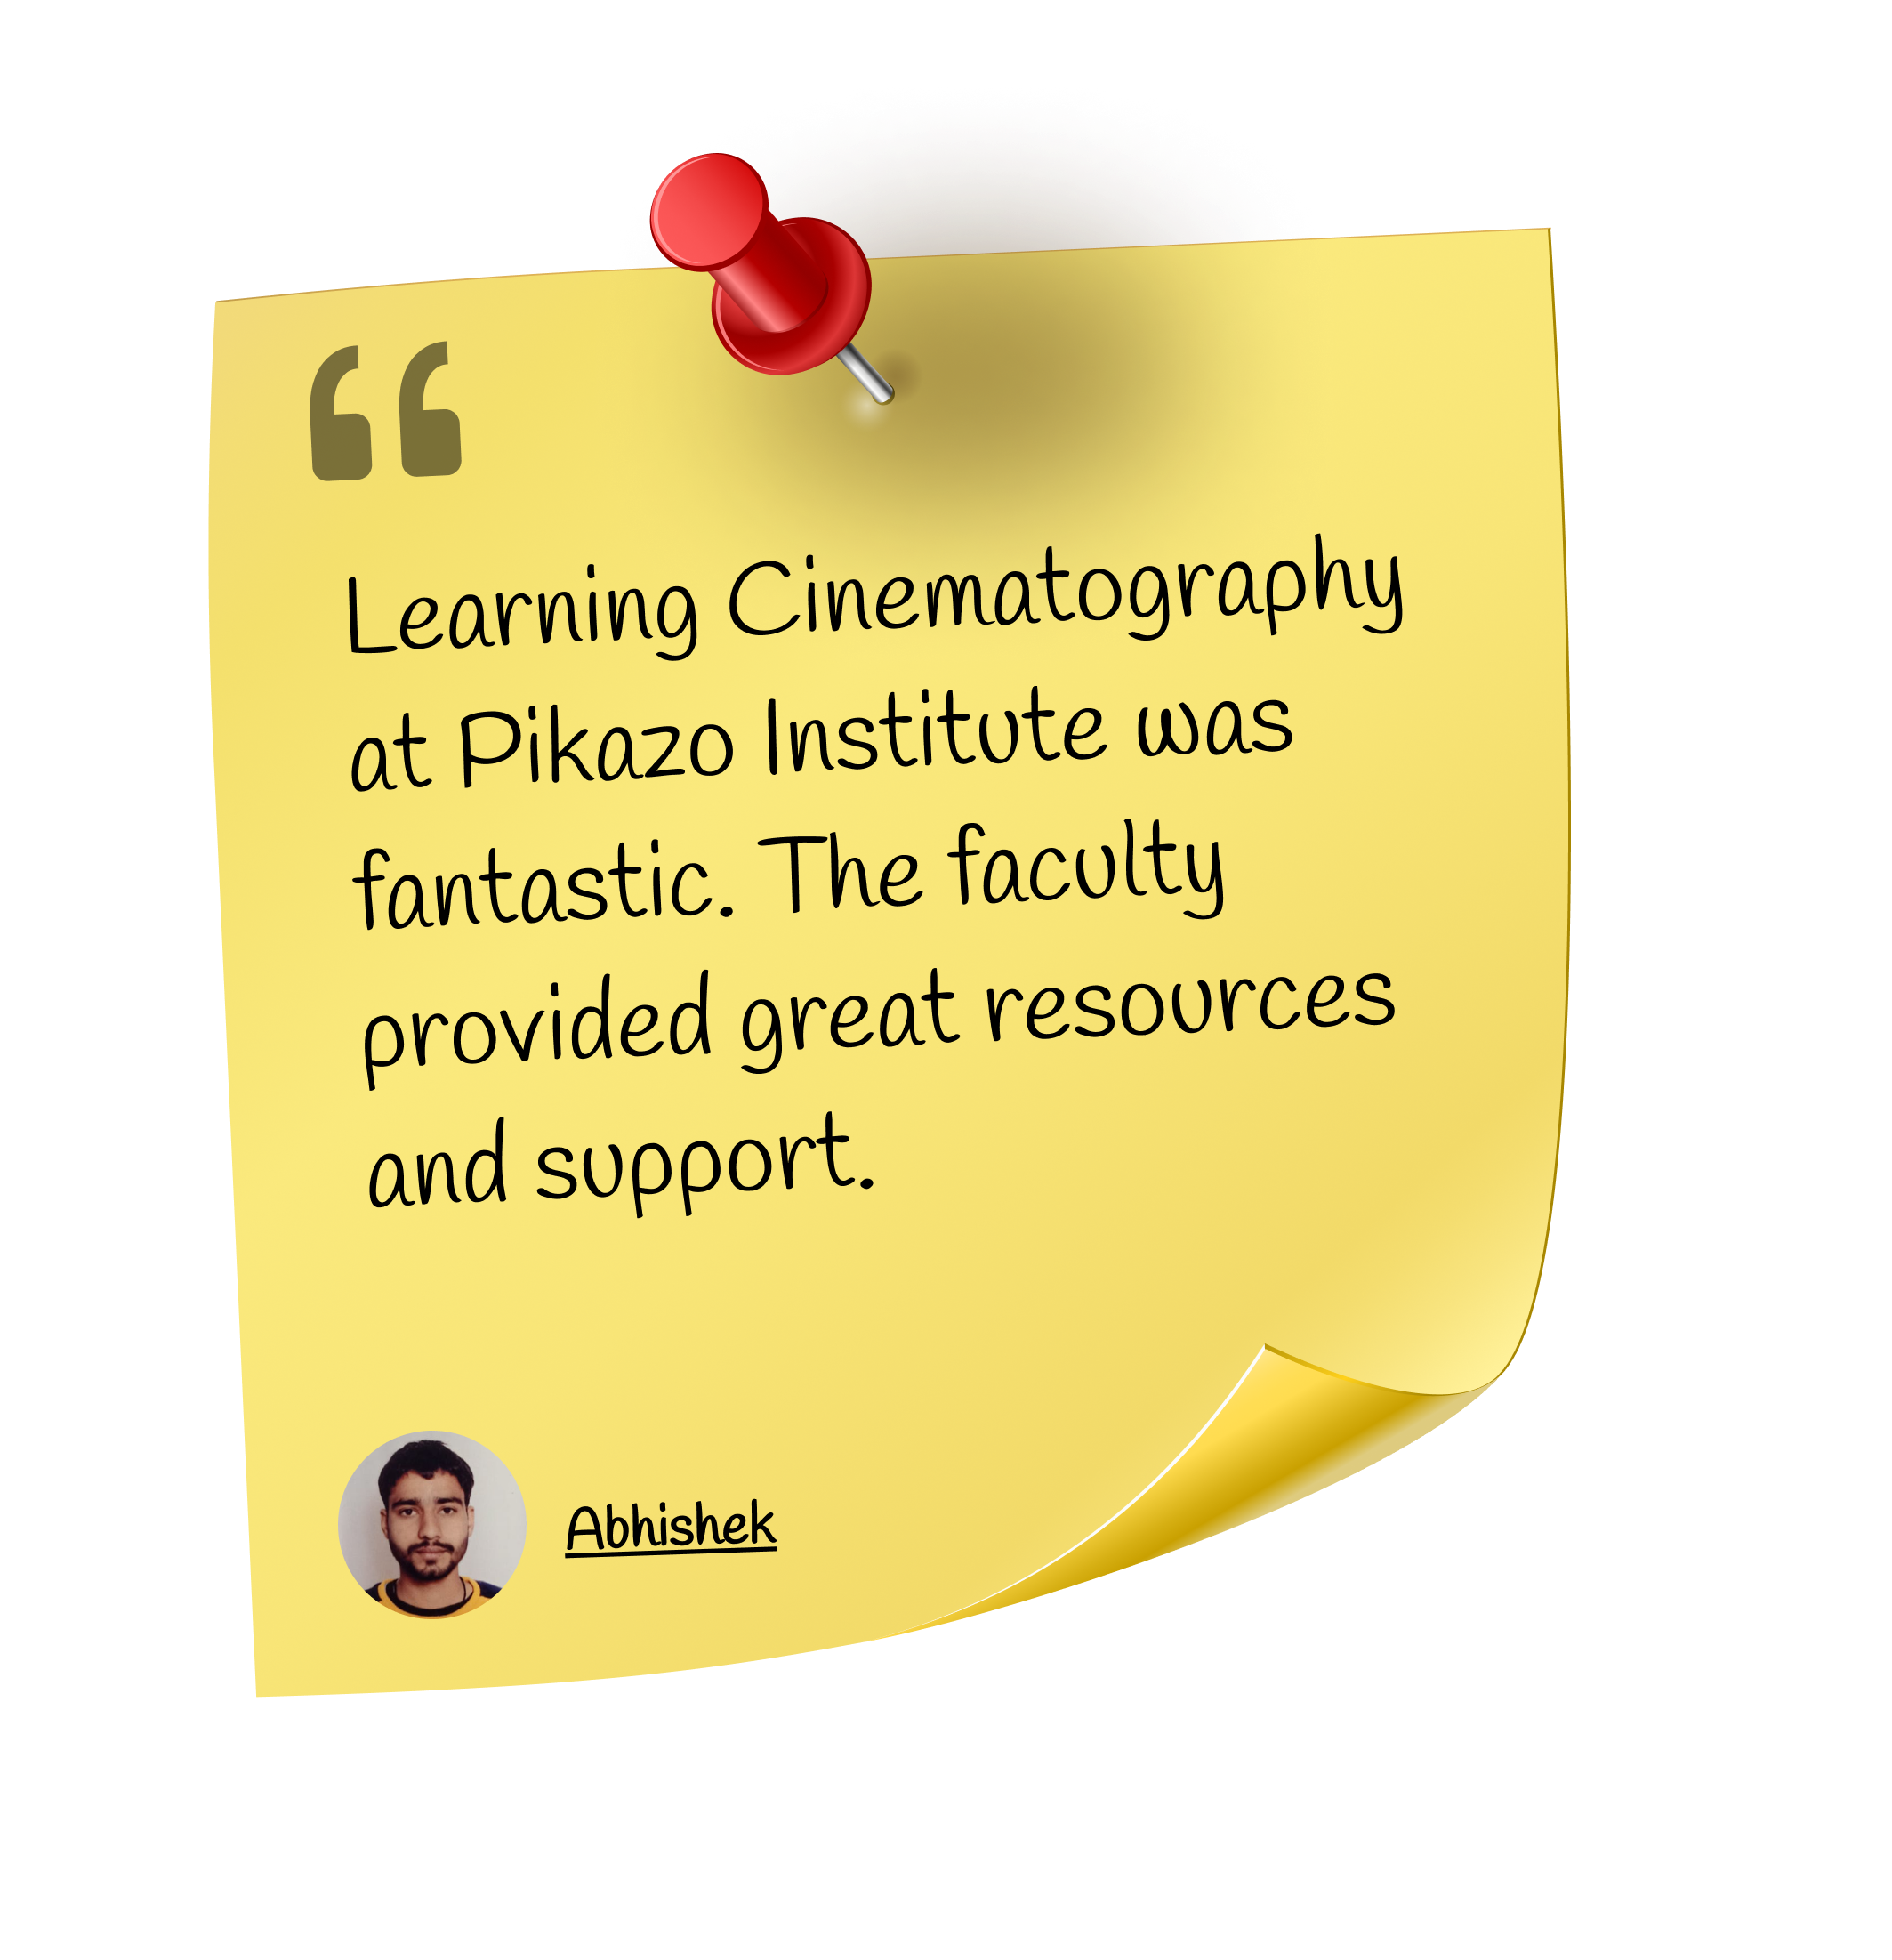 “
Learning Cinematography
at Pikazo Institute was
fantastic. The faculty
provided great resources
and support.
Abhishek